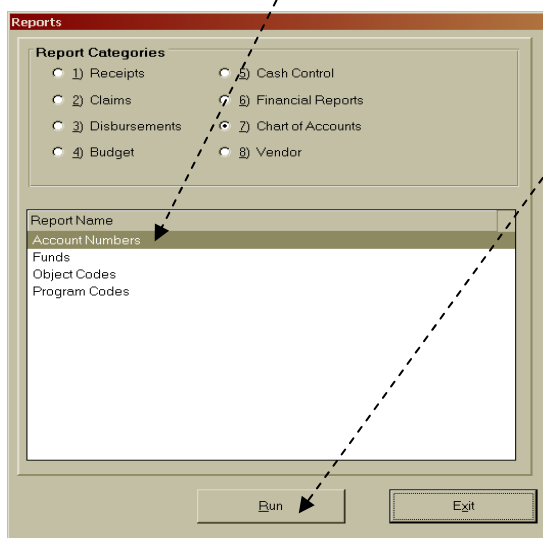 Reports
Report Categories
1) Receipts 5) Cash Control
2) Claims 6) Financial Reports
3) Disbursements 7) Chart of Accounts
4) Budget 8) Vendor
Report Name
Account Numbers
Funds
Object Codes
Program Codes
Run Exit